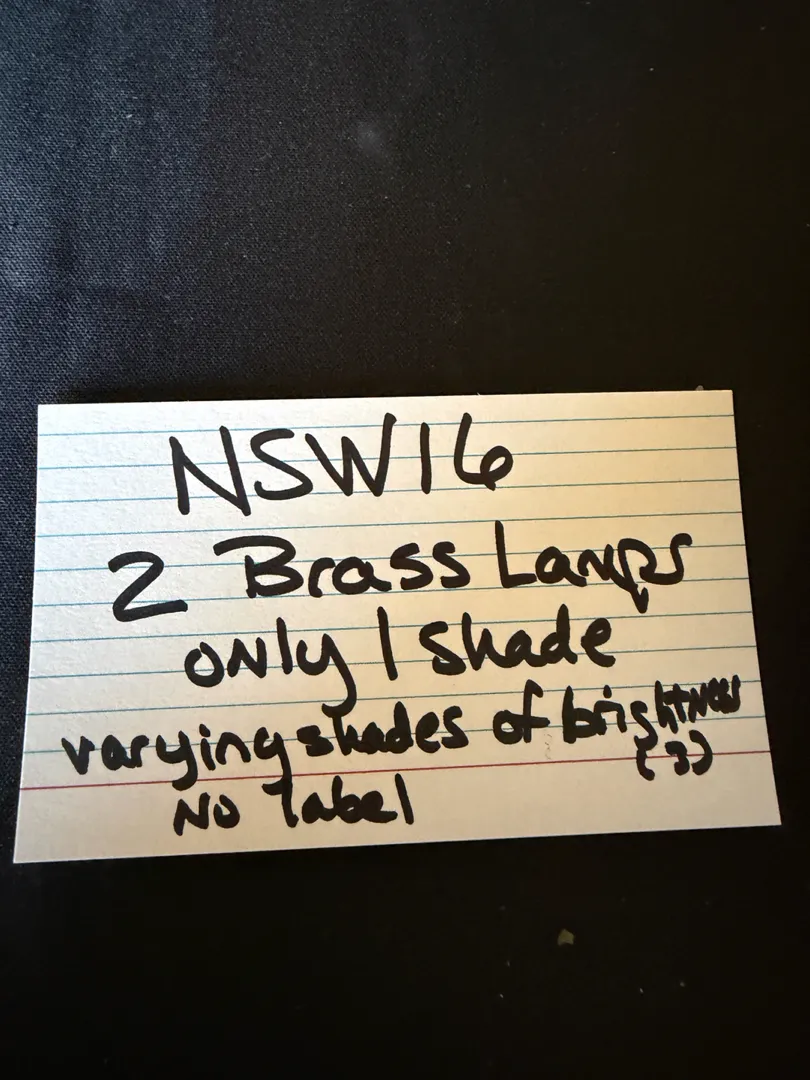 NSW16
2 Brass Lamps
only 1 shade
varying shades of brightness
(3)
No label